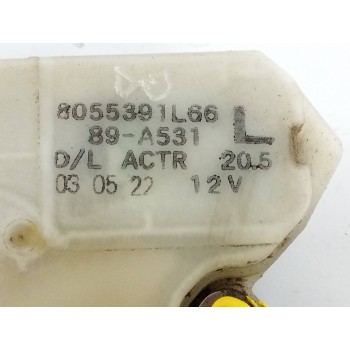 8055391L66
89-A531 L
D/L ACTR 20.5
03 05 22 12V